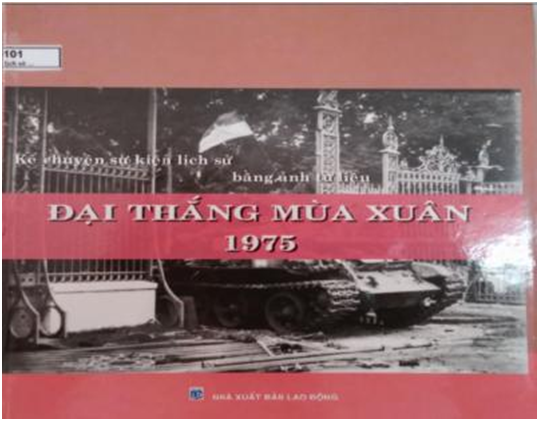 101
Kể chuyện sự kiện lịch sử
bằng ảnh tư liệu
ĐẠI THẮNG MÙA XUÂN
1975
NHÀ XUẤT BẢN LAO ĐỘNG